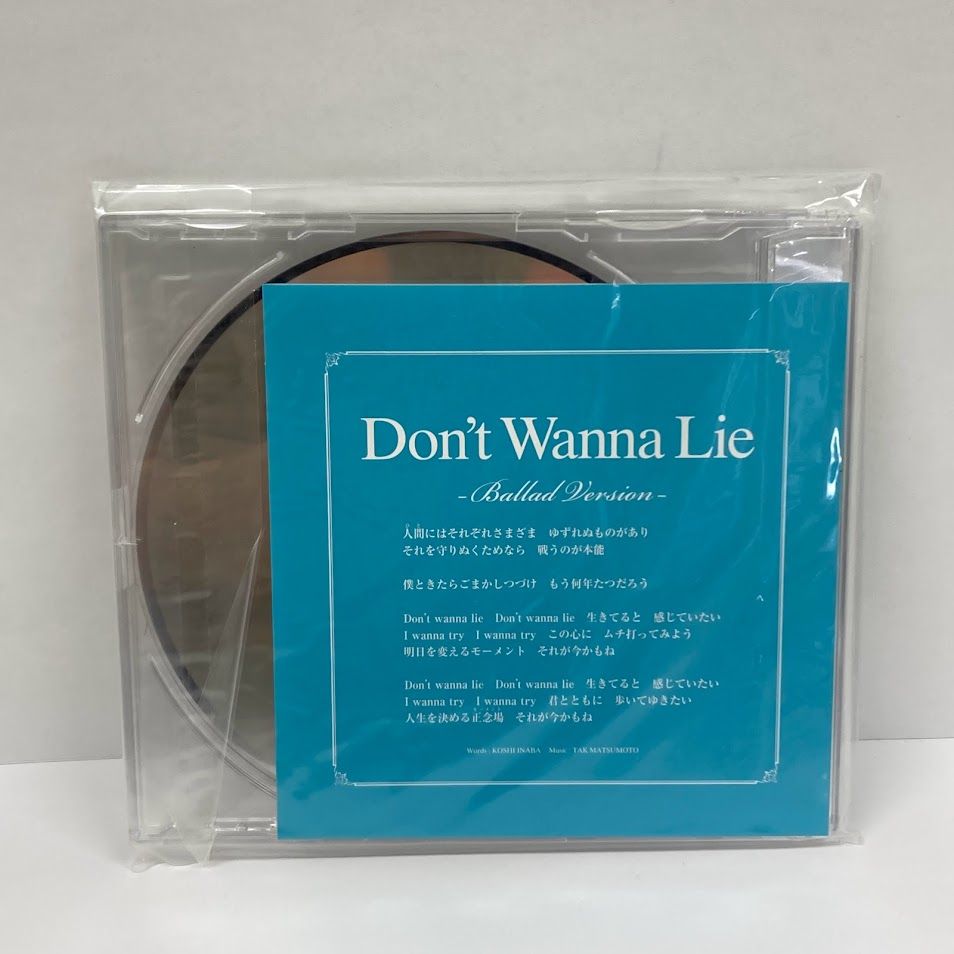 Don't Wanna Lie
-Ballad Version-
人間にはそれぞれさまざま　ゆずれぬものがあり
それを守りぬくためなら　戦うのが本能
僕ときたらごまかしつづけ　もう何年たつだろう
Don't wanna lie　Don't wanna lie　生きてると　感じていたい
I wanna try　I wanna try　この心に　ムチ打ってみよう
明日を変えるモーメント　それが今かもね
Don't wanna lie　Don't wanna lie　生きてると　感じていたい
I wanna try　I wanna try　君とともに　歩いてゆきたい
人生を決める正念場　それが今かもね
Words : KOSHI INABA　Music : TAK MATSUMOTO